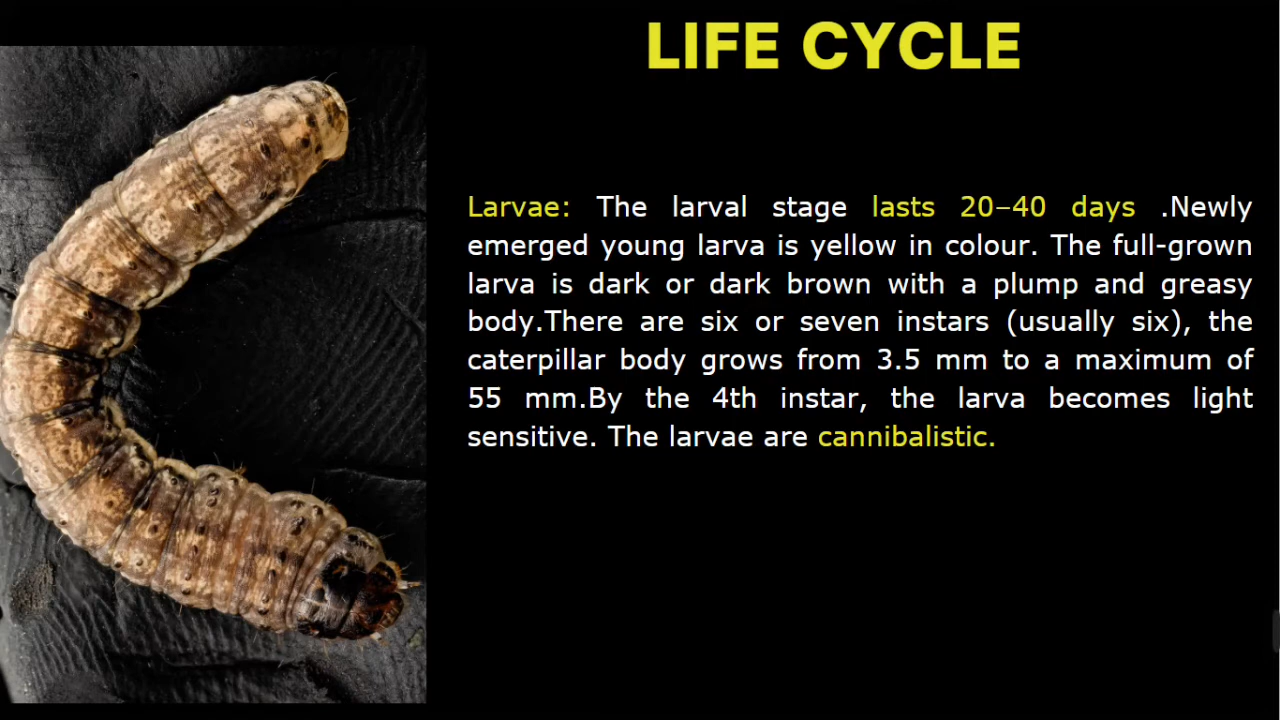 LIFE CYCLE
Larvae: The larval stage lasts 20–40 days .Newly
emerged young larva is yellow in colour. The full-grown
larva is dark or dark brown with a plump and greasy
body.There are six or seven instars (usually six), the
caterpillar body grows from 3.5 mm to a maximum of
55 mm.By the 4th instar, the larva becomes light
sensitive. The larvae are cannibalistic.